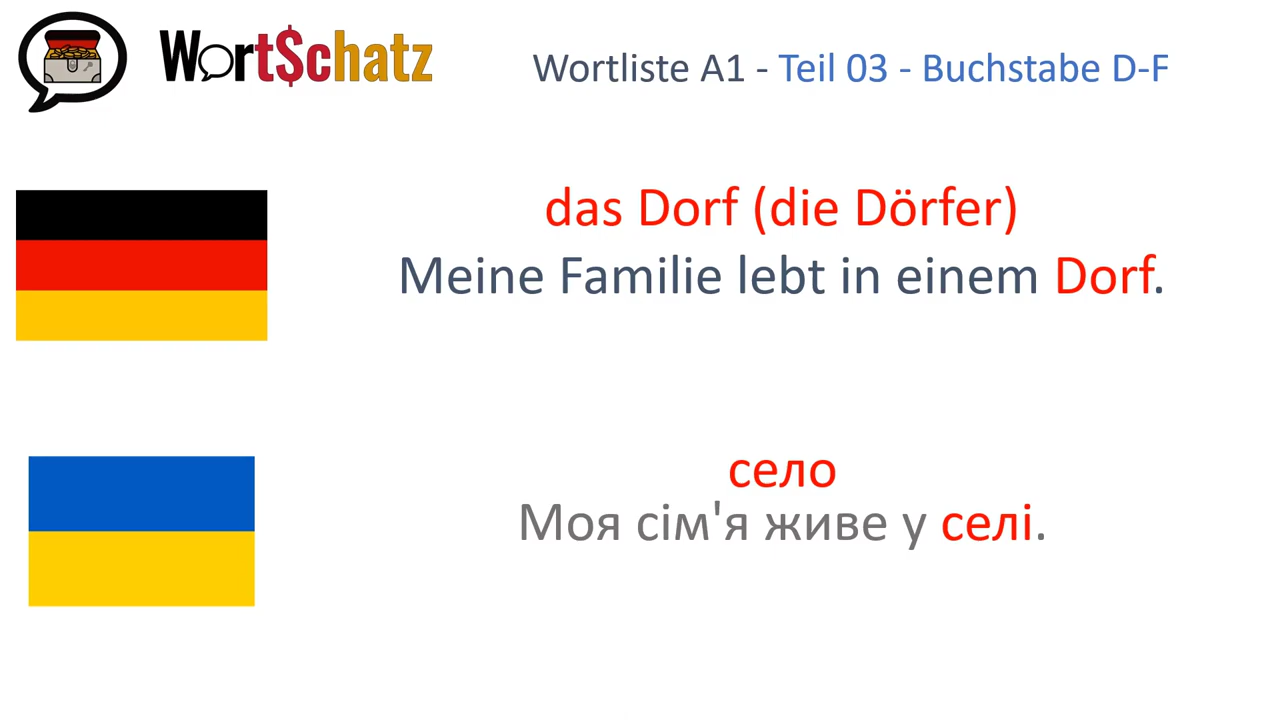 Wort$chatz
Wortliste A1 - Teil 03 - Buchstabe D-F
das Dorf (die Dörfer)
Meine Familie lebt in einem Dorf.
село
Моя сім'я живе у селі.